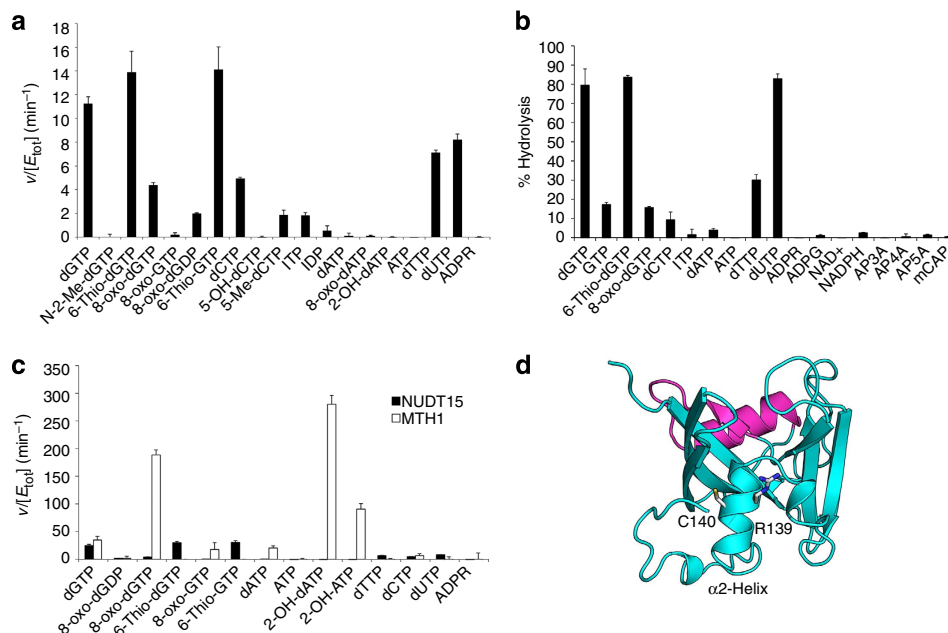 a
v/[Etot] (min−1)
18
16
14
12
10
8
6
4
2
0
dGTP
N-2-Me-dGTP
6-Thio-dGTP
8-oxo-dGTP
8-oxo-GTP
8-oxo-dGDP
6-Thio-GTP
dCTP
5-OH-dCTP
5-Me-dCTP
ITP
IDP
dATP
8-oxo-dATP
2-OH-dATP
ATP
dTTP
dUTP
ADPR
b
% Hydrolysis
100
90
80
70
60
50
40
30
20
10
0
dGTP
GTP
6-Thio-dGTP
8-oxo-dGTP
dCTP
ITP
dATP
ATP
dTTP
dUTP
ADPR
ADPG
NAD+
NADPH
AP3A
AP4A
AP5A
mCAP
c
v/[Etot] (min−1)
350
300
250
200
150
100
50
0
NUDT15
MTH1
dGTP
8-oxo-dGDP
8-oxo-dGTP
6-Thio-dGTP
8-oxo-GTP
6-Thio-GTP
dATP
ATP
2-OH-dATP
2-OH-ATP
dTTP
dCTP
dUTP
ADPR
d
C140
R139
α2-Helix